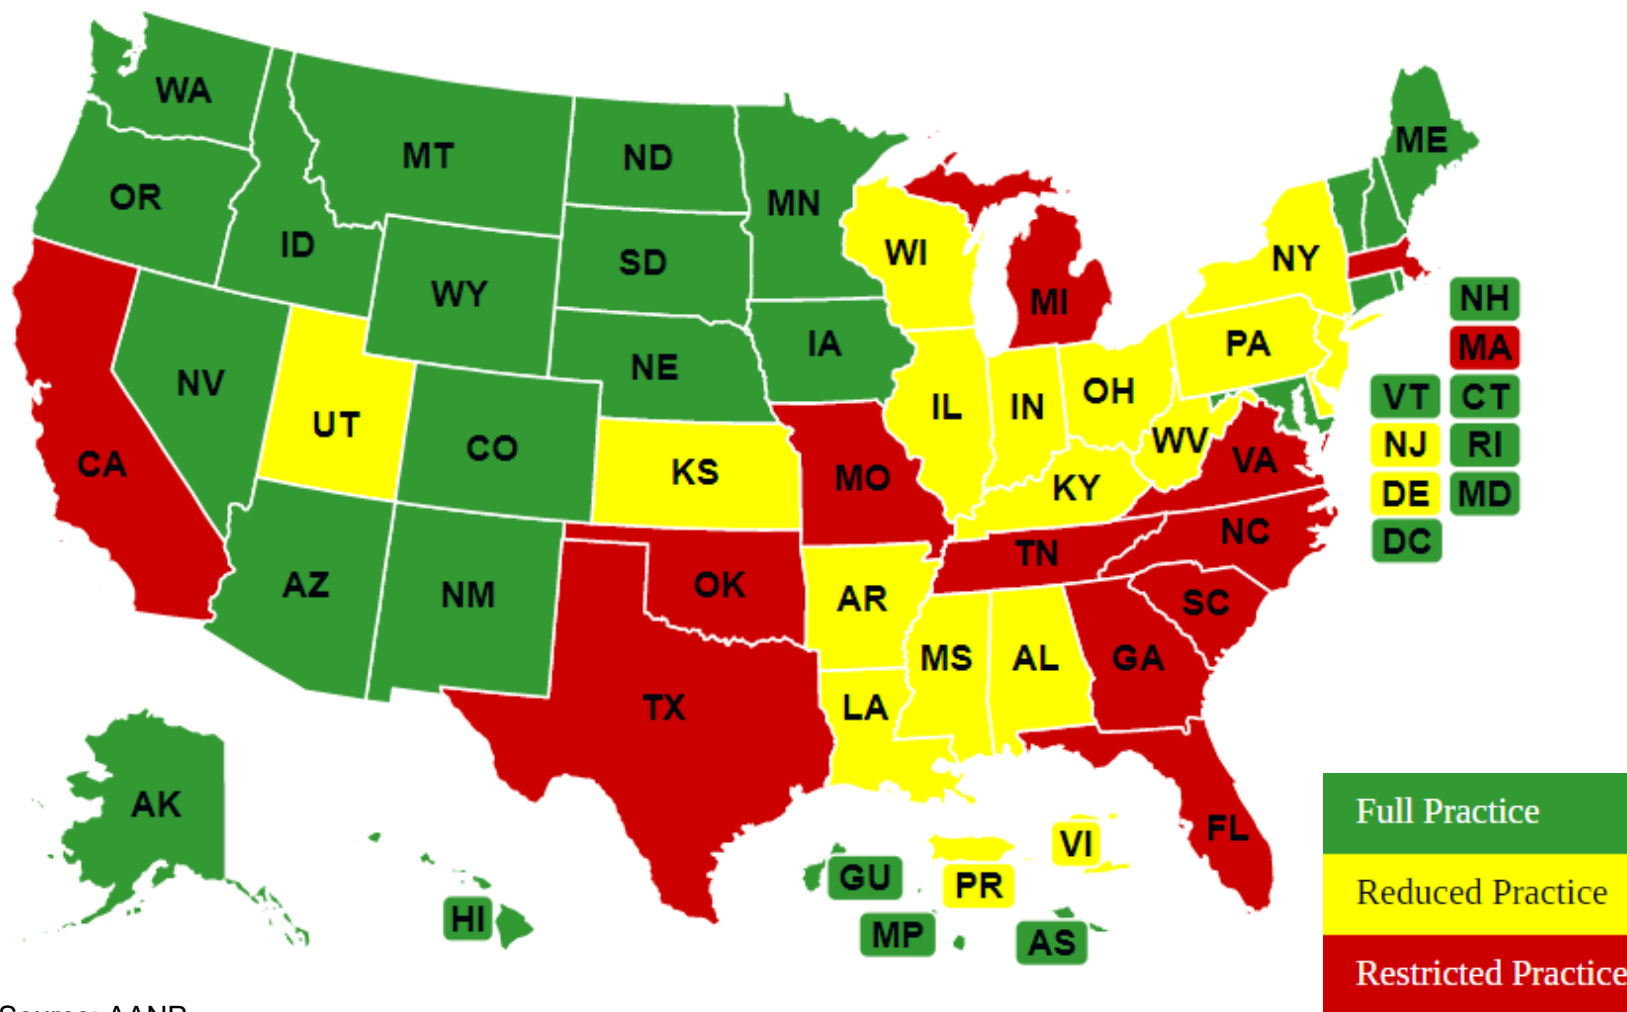 WA
MT
ND
MN
ME
OR
ID
SD
WI
NY
WY
MI
NH
IA
PA
MA
NV
NE
IL
IN
OH
VT
CT
UT
CO
KS
MO
WV
VA
NJ
RI
CA
KY
DE
MD
NC
DC
TN
AZ
NM
OK
AR
SC
MS
AL
GA
TX
LA
AK
FL
VI
GU
PR
HI
MP
AS
Full Practice
Reduced Practice
Restricted Practice
Source: AANP